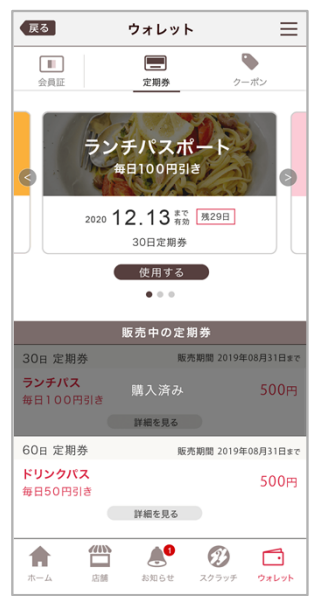 戻る
ウォレット
会員証
定期券
クーポン
ランチパスポート
毎日100円引き
<
>
2020 12.13 まで有効 残29日
30日定期券
使用する
販売中の定期券
30日 定期券 販売期間 2019年08月31日まで
ランチパス
毎日100円引き
購入済み
500円
詳細を見る
60日 定期券 販売期間 2019年08月31日まで
ドリンクパス
毎日50円引き
500円
詳細を見る
1
ホーム
店舗
お知らせ
スクラッチ
ウォレット